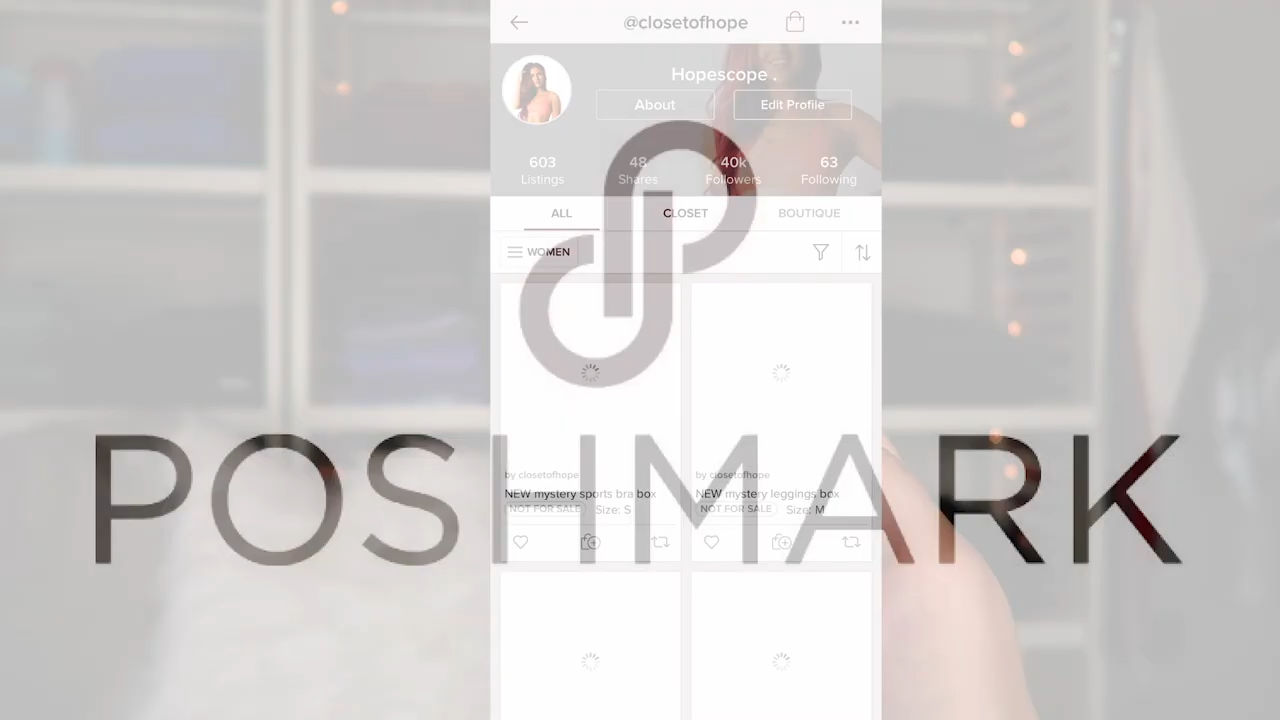 @closetofhope
Hopescope .
About Edit Profile
603 48 40k 63
Listings Shares Followers Following
ALL CLOSET BOUTIQUE
WOMEN
POSHMARK
by closetofhope by closetofhope
NEW mystery sports bra box NEW mystery leggings box
NOT FOR SALE Size: S NOT FOR SALE Size: M